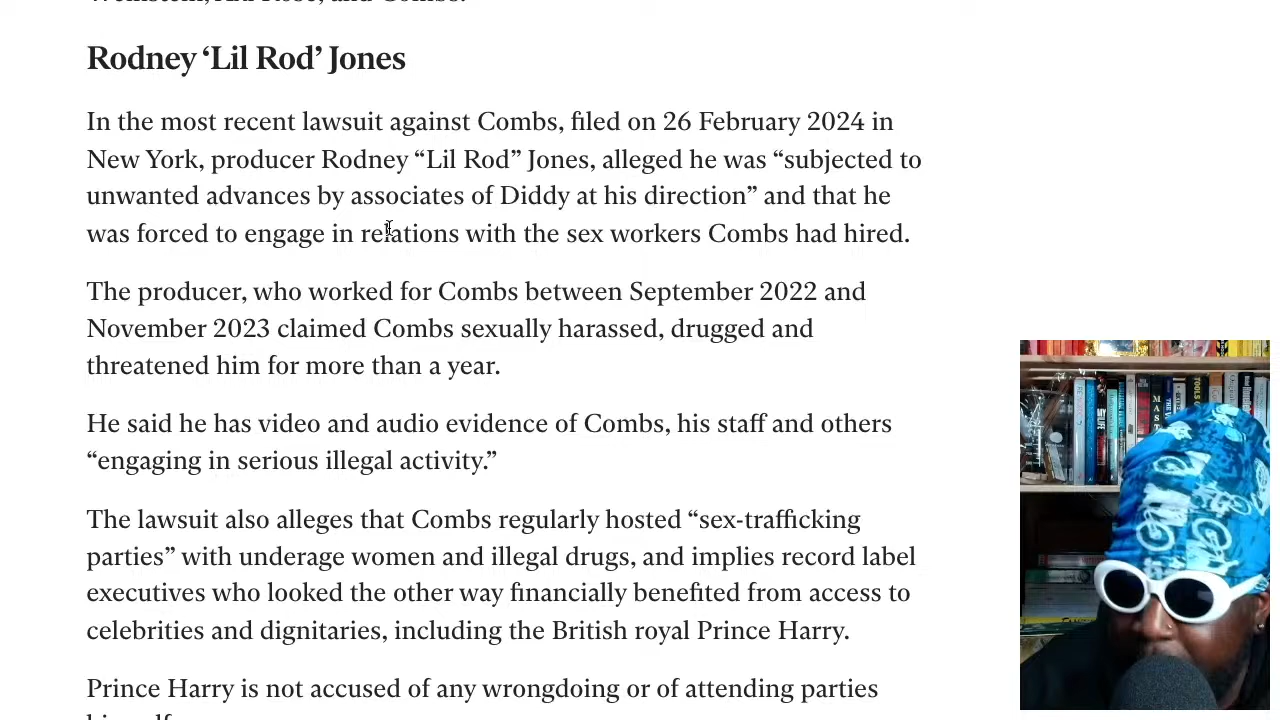 Rodney ‘Lil Rod’ Jones
In the most recent lawsuit against Combs, filed on 26 February 2024 in
New York, producer Rodney “Lil Rod” Jones, alleged he was “subjected to
unwanted advances by associates of Diddy at his direction” and that he
was forced to engage in relations with the sex workers Combs had hired.
The producer, who worked for Combs between September 2022 and
November 2023 claimed Combs sexually harassed, drugged and
threatened him for more than a year.
He said he has video and audio evidence of Combs, his staff and others
“engaging in serious illegal activity.”
The lawsuit also alleges that Combs regularly hosted “sex-trafficking
parties” with underage women and illegal drugs, and implies record label
executives who looked the other way financially benefited from access to
celebrities and dignitaries, including the British royal Prince Harry.
Prince Harry is not accused of any wrongdoing or of attending parties